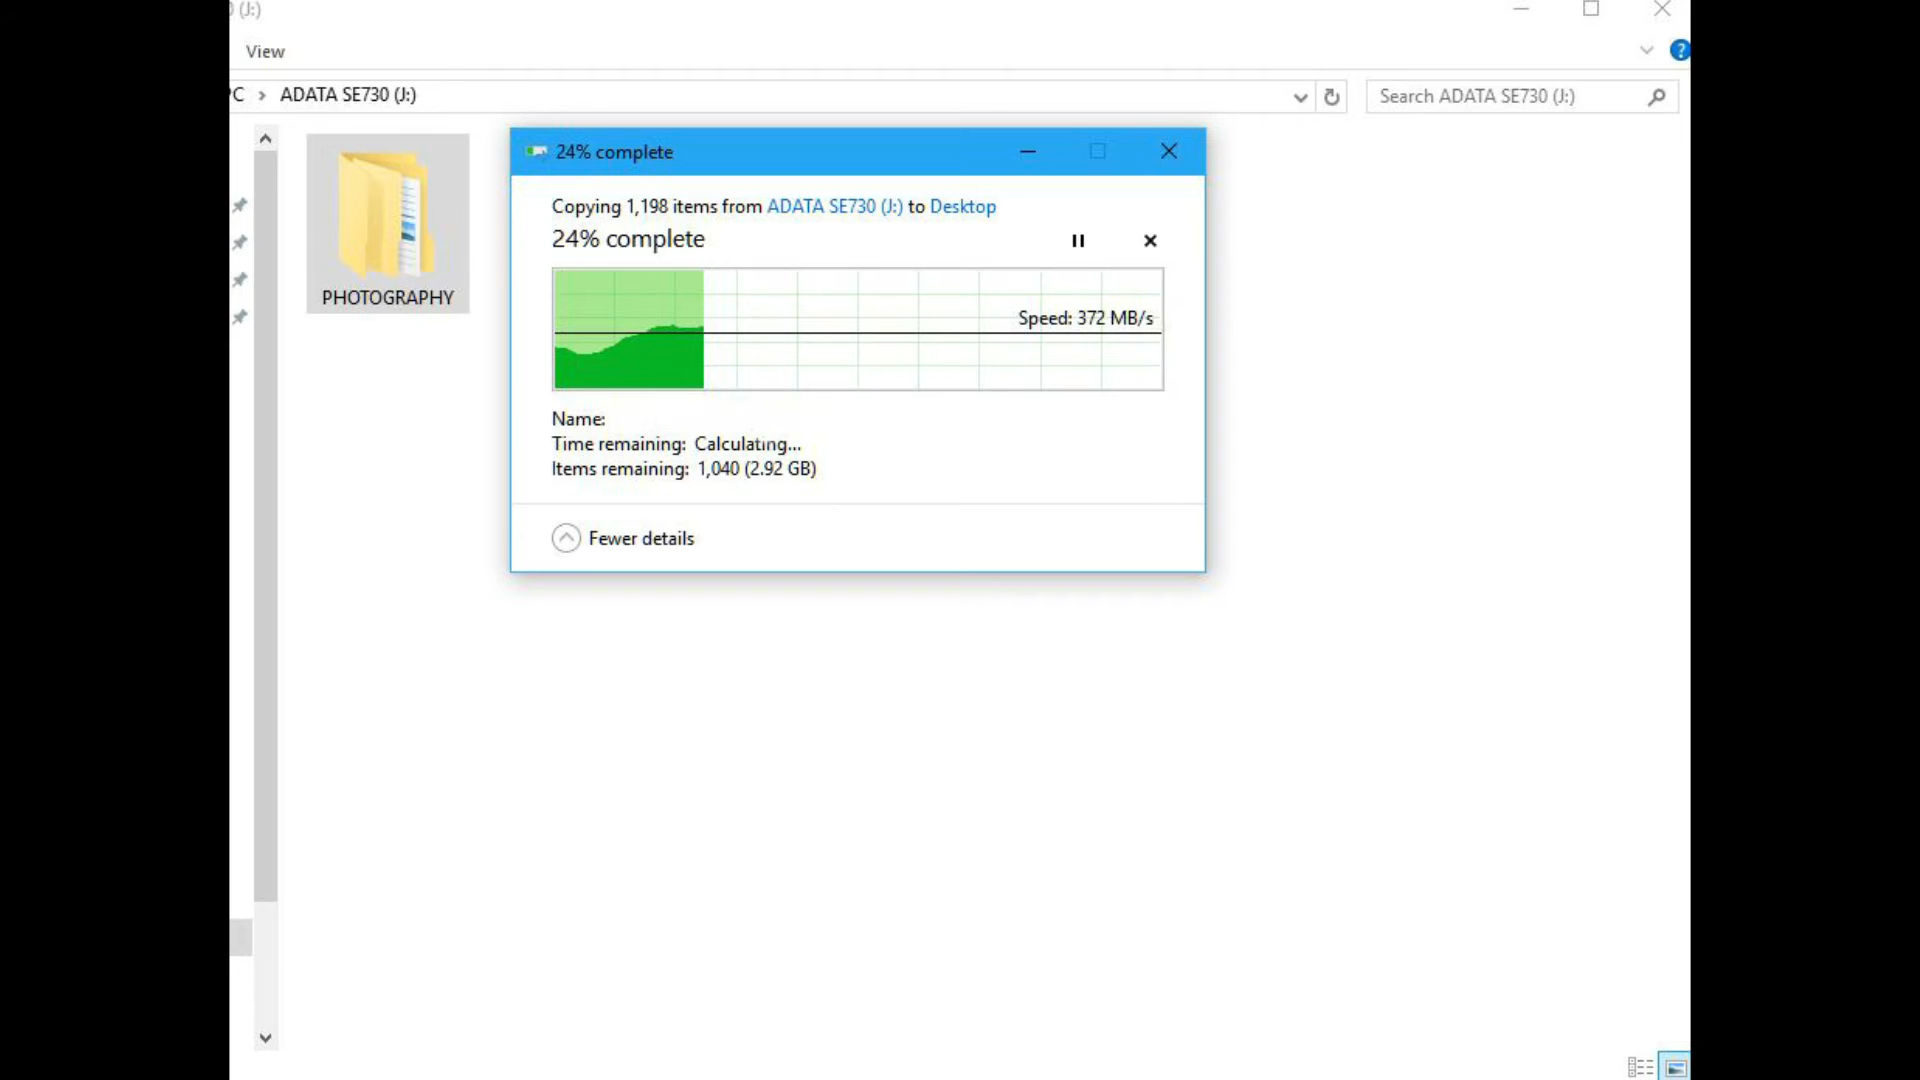 (J:)
View
PC > ADATA SE730 (J:)
Search ADATA SE730 (J:)
PHOTOGRAPHY
24% complete
Copying 1,198 items from ADATA SE730 (J:) to Desktop
24% complete
Speed: 372 MB/s
Name:
Time remaining: Calculating...
Items remaining: 1,040 (2.92 GB)
Fewer details